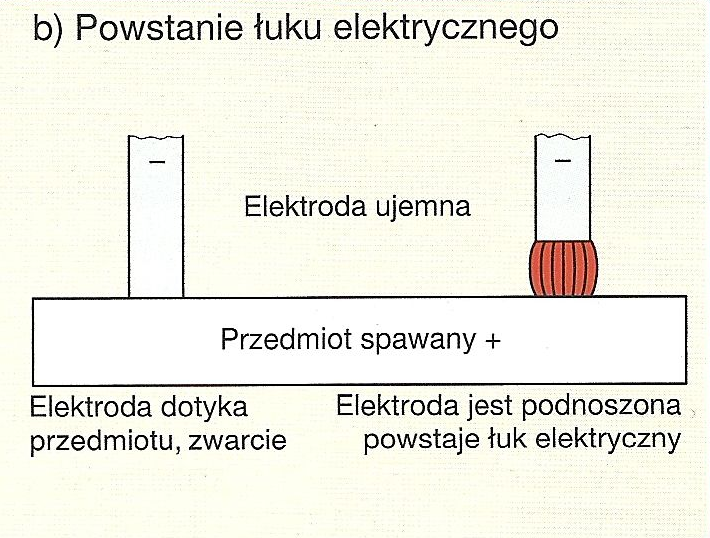 b) Powstanie łuku elektrycznego
–
–
Elektroda ujemna
Przedmiot spawany +
Elektroda dotyka
przedmiotu, zwarcie
Elektroda jest podnoszona
powstaje łuk elektryczny